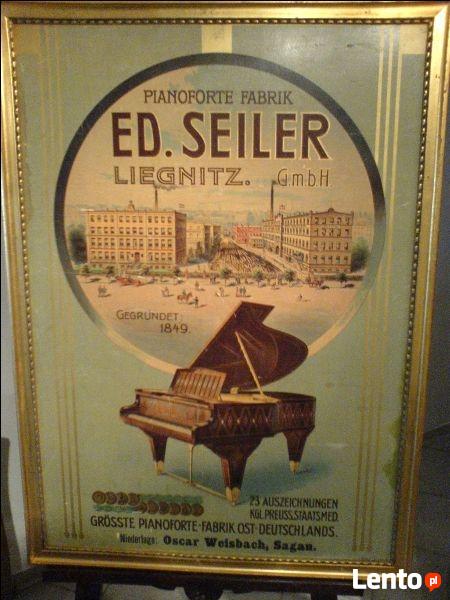 PIANOFORTE FABRIK
ED. SEILER
LIEGNITZ. G.m.b.H.
GEGRÜNDET
1849.
23 AUSZEICHNUNGEN
KGL. PREUSS. STAATSMED.
GRÖSSTE PIANOFORTE-FABRIK OST-DEUTSCHLANDS.
Niederlage: Oscar Weisbach, Sagan.
Lento.pl